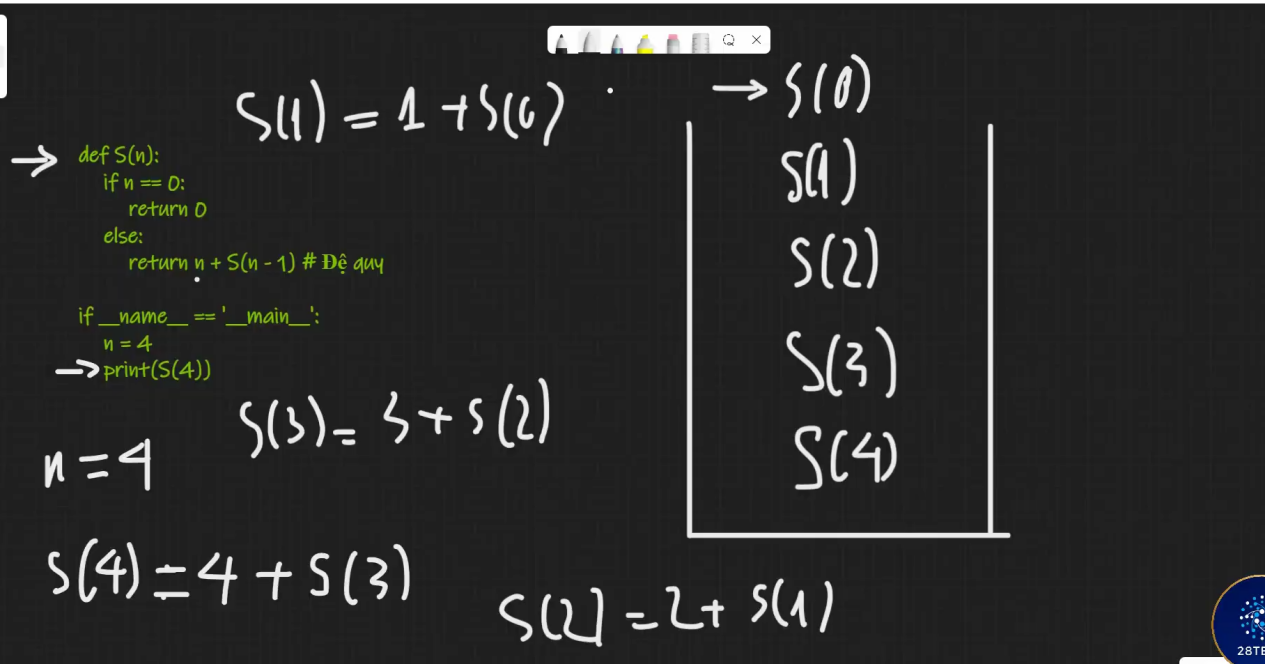 S(1) = 1 + S(0)
def S(n):
if n == 0:
return 0
else:
return n + S(n - 1) # Đệ quy
if __name__ == '__main__':
n = 4
print(S(4))
n = 4
S(3) = 3 + S(2)
S(4) = 4 + S(3)
S(2) = 2 + S(1)
S(0)
S(1)
S(2)
S(3)
S(4)